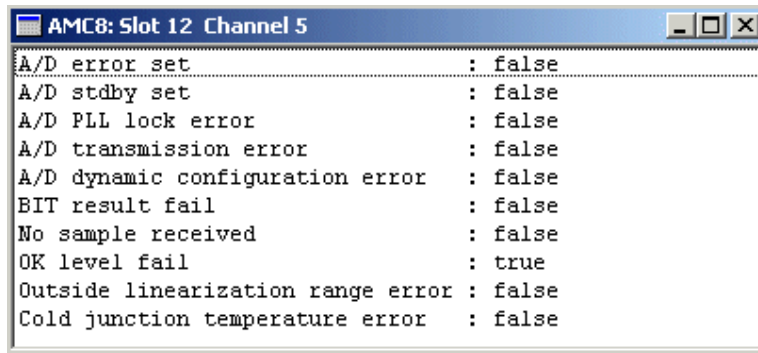 AMC8: Slot 12 Channel 5
A/D error set : false
A/D stdby set : false
A/D PLL lock error : false
A/D transmission error : false
A/D dynamic configuration error : false
BIT result fail : false
No sample received : false
OK level fail : true
Outside linearization range error : false
Cold junction temperature error : false